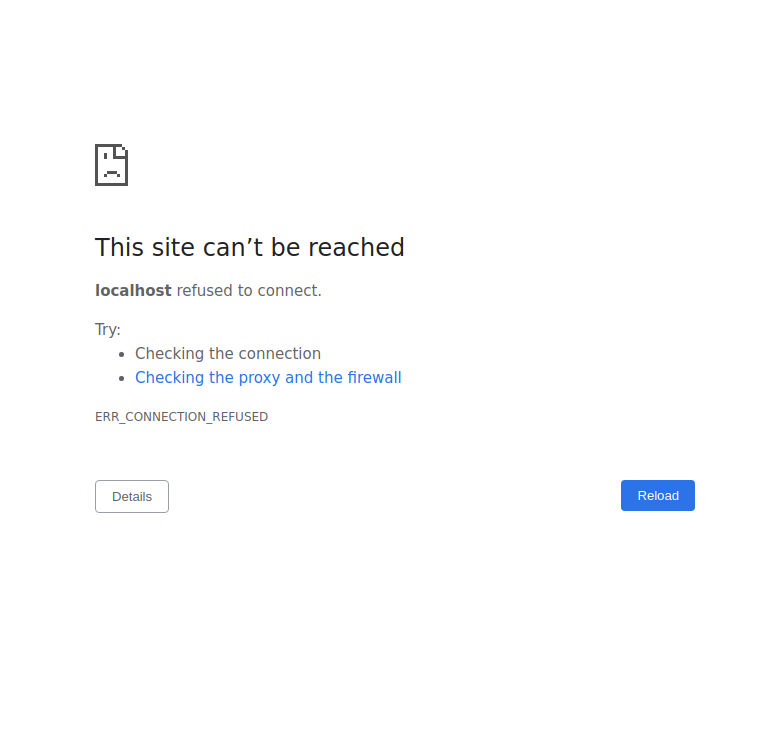 This site can’t be reached
localhost refused to connect.
Try:
Checking the connection
Checking the proxy and the firewall
ERR_CONNECTION_REFUSED
Details
Reload